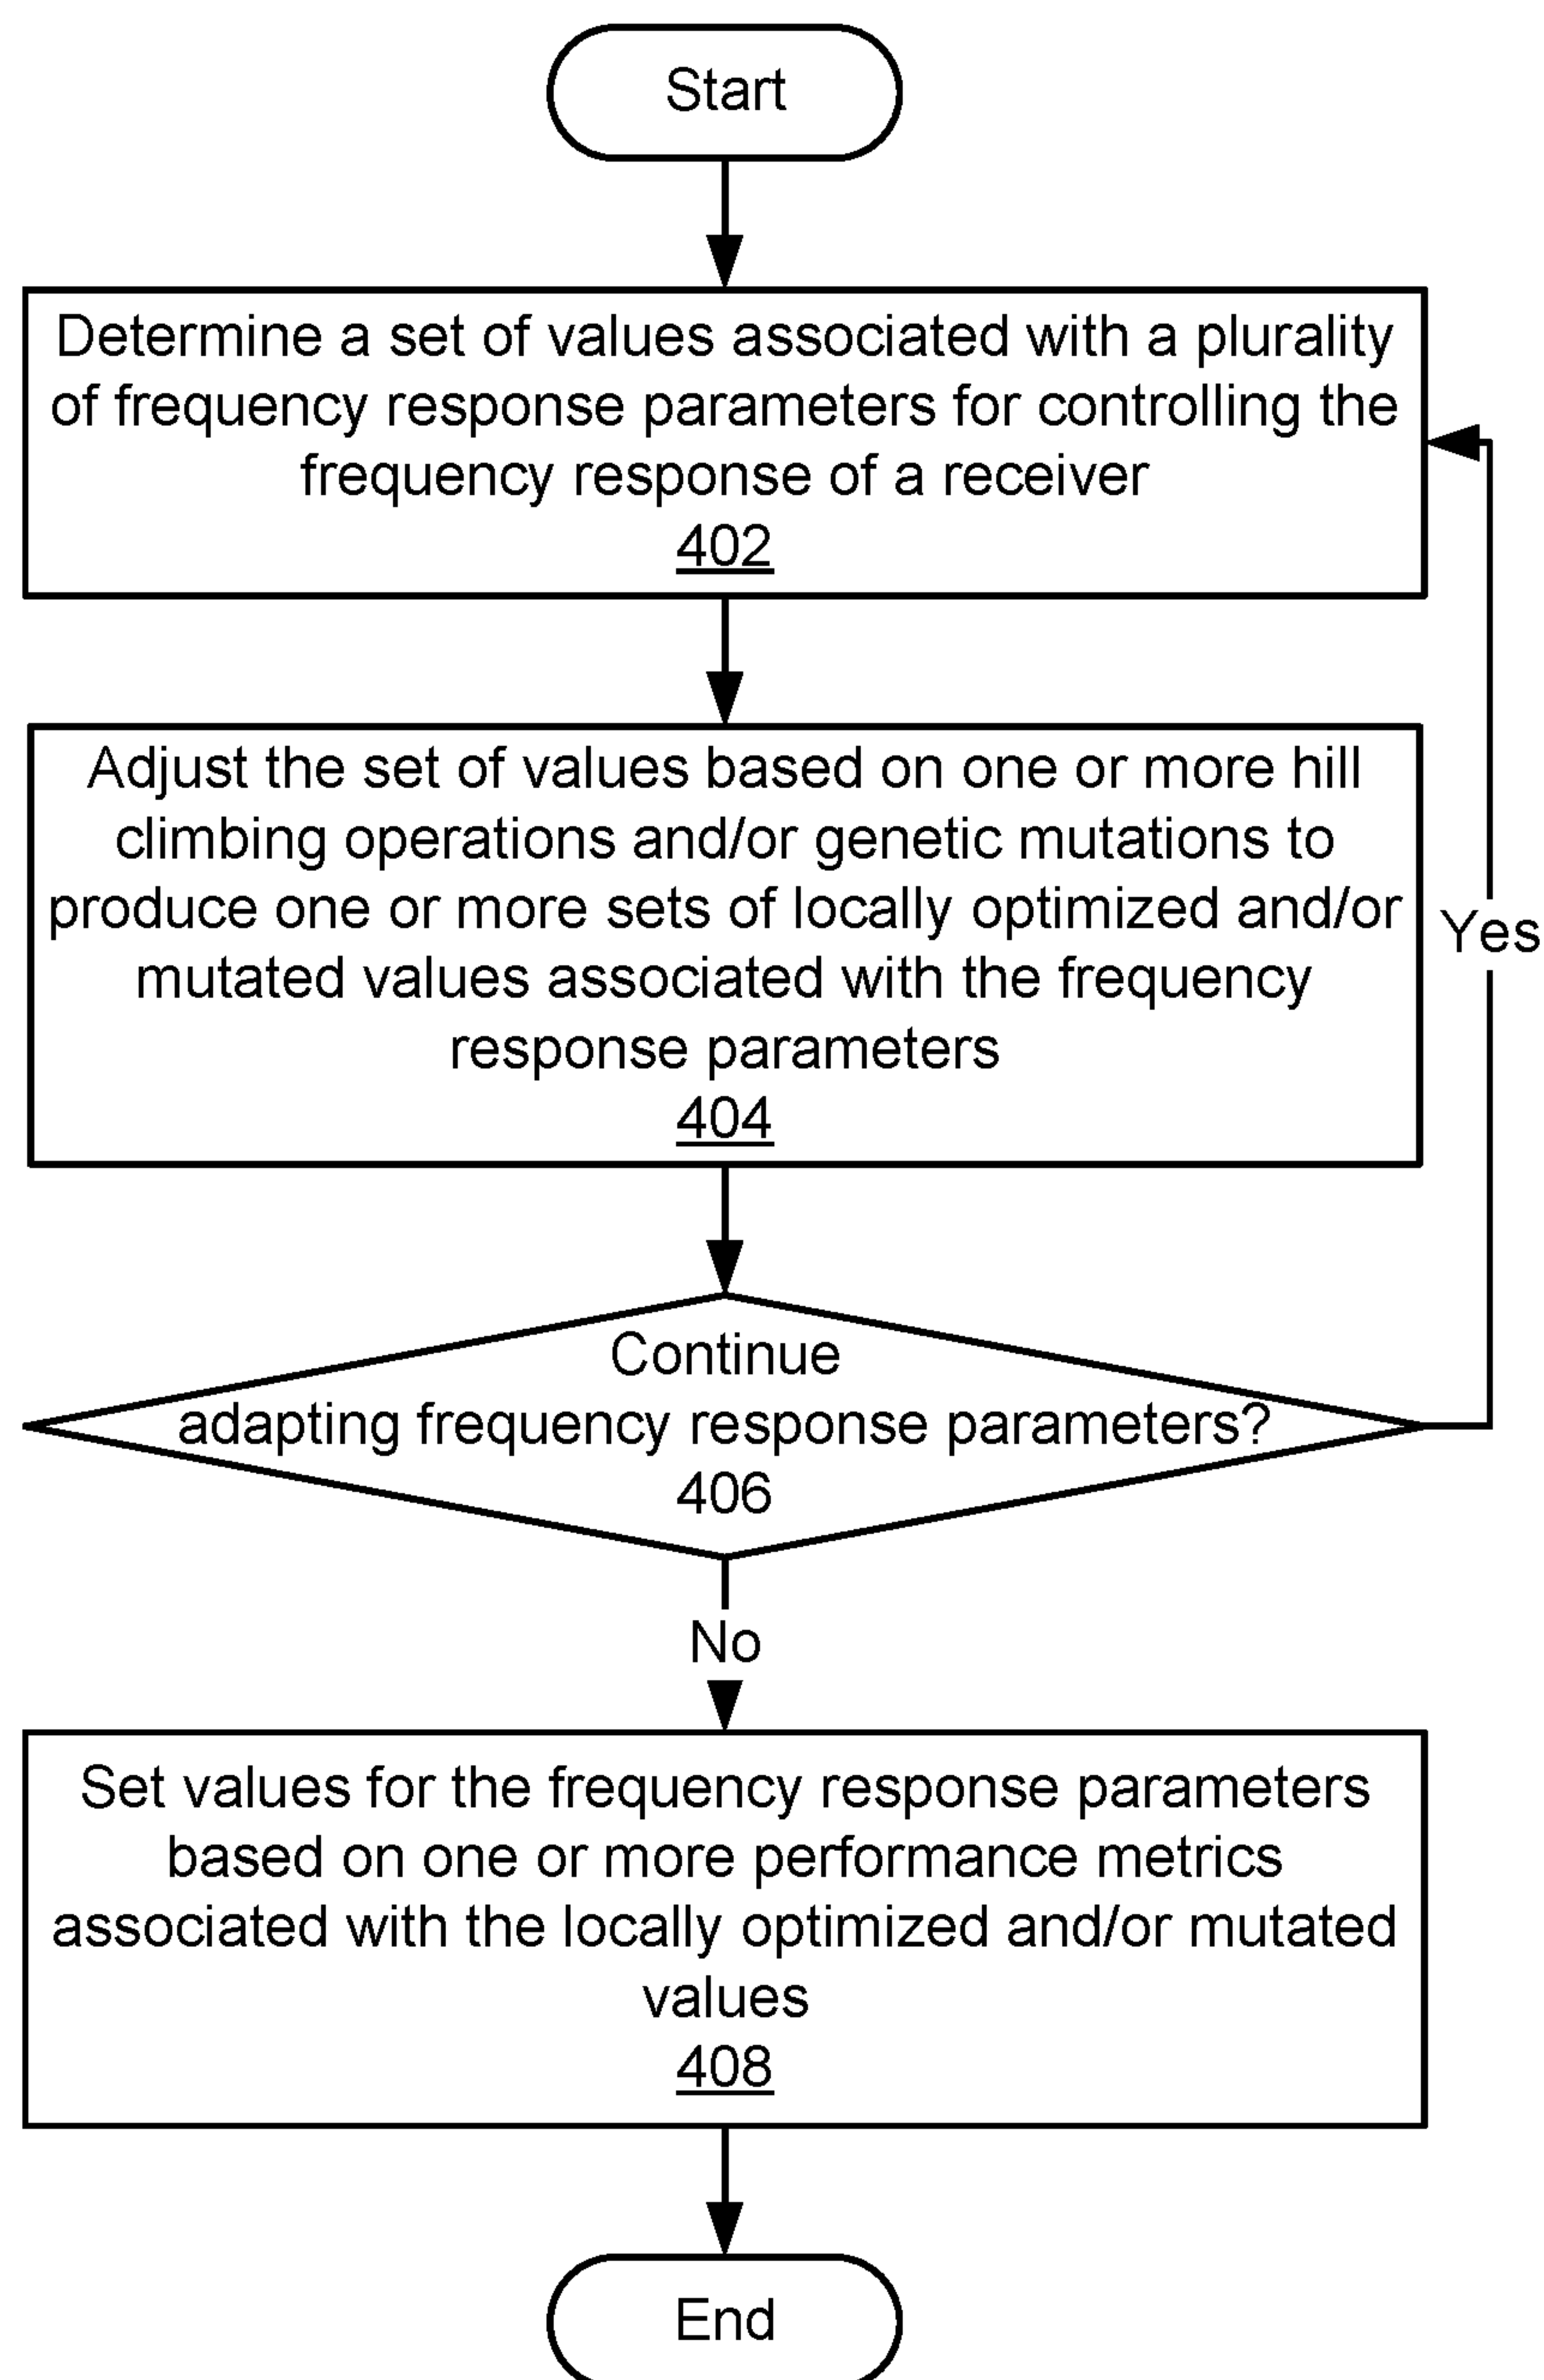 Start
Determine a set of values associated with a plurality
of frequency response parameters for controlling the
frequency response of a receiver
402
Adjust the set of values based on one or more hill
climbing operations and/or genetic mutations to
produce one or more sets of locally optimized and/or
mutated values associated with the frequency
response parameters
404
Yes
Continue
adapting frequency response parameters?
406
No
Set values for the frequency response parameters
based on one or more performance metrics
associated with the locally optimized and/or mutated
values
408
End